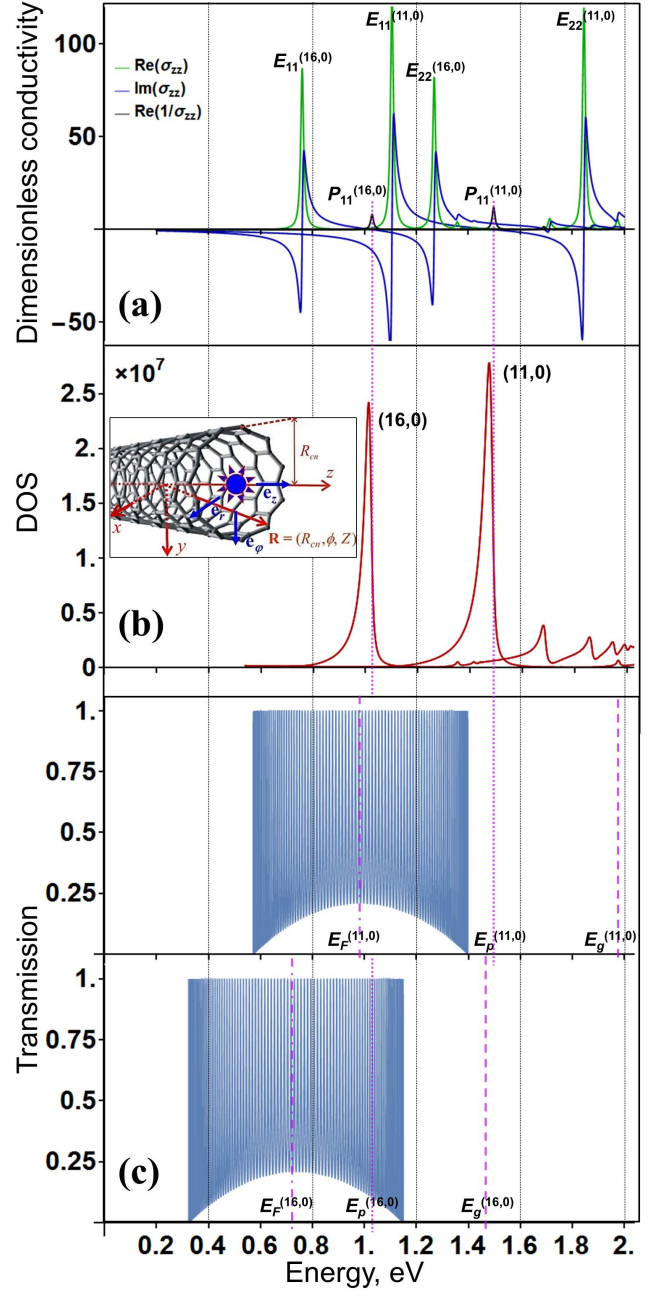 Dimensionless conductivity
100
50
−50
Re(σzz)
Im(σzz)
Re(1/σzz)
E11(16,0)
E11(11,0)
E22(16,0)
E22(11,0)
P11(16,0)
P11(11,0)
(a)
×10⁷
DOS
2.5
2.
1.5
1.
0.5
0
(16,0)
(11,0)
Rcn
z
ez
er
x
y
eφ
R = (Rcn, ϕ, Z)
(b)
Transmission
1.
0.75
0.5
0.25
EF(11,0)
Ep(11,0)
Eg(11,0)
1.
0.75
0.5
0.25
(c)
EF(16,0)
Ep(16,0)
Eg(16,0)
0.2 0.4 0.6 0.8 1. 1.2 1.4 1.6 1.8 2.
Energy, eV